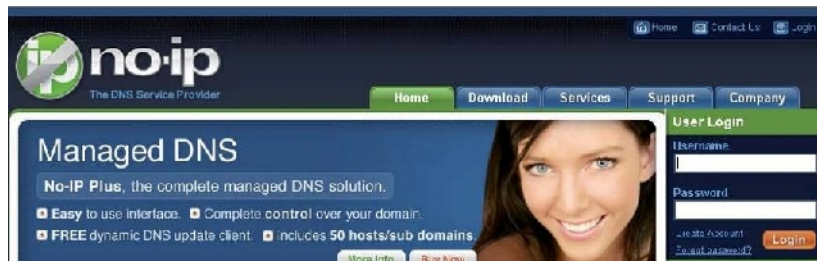 Home Contact Us Login
ip no·ip
The DNS Service Provider
Home Download Services Support Company
User Login
Managed DNS
Username
No-IP Plus, the complete managed DNS solution.
Password
Easy to use interface. Complete control over your domain.
FREE dynamic DNS update client. Includes 50 hosts/sub domains.
Create Account
Login
Forgot password?
More Info Buy Now